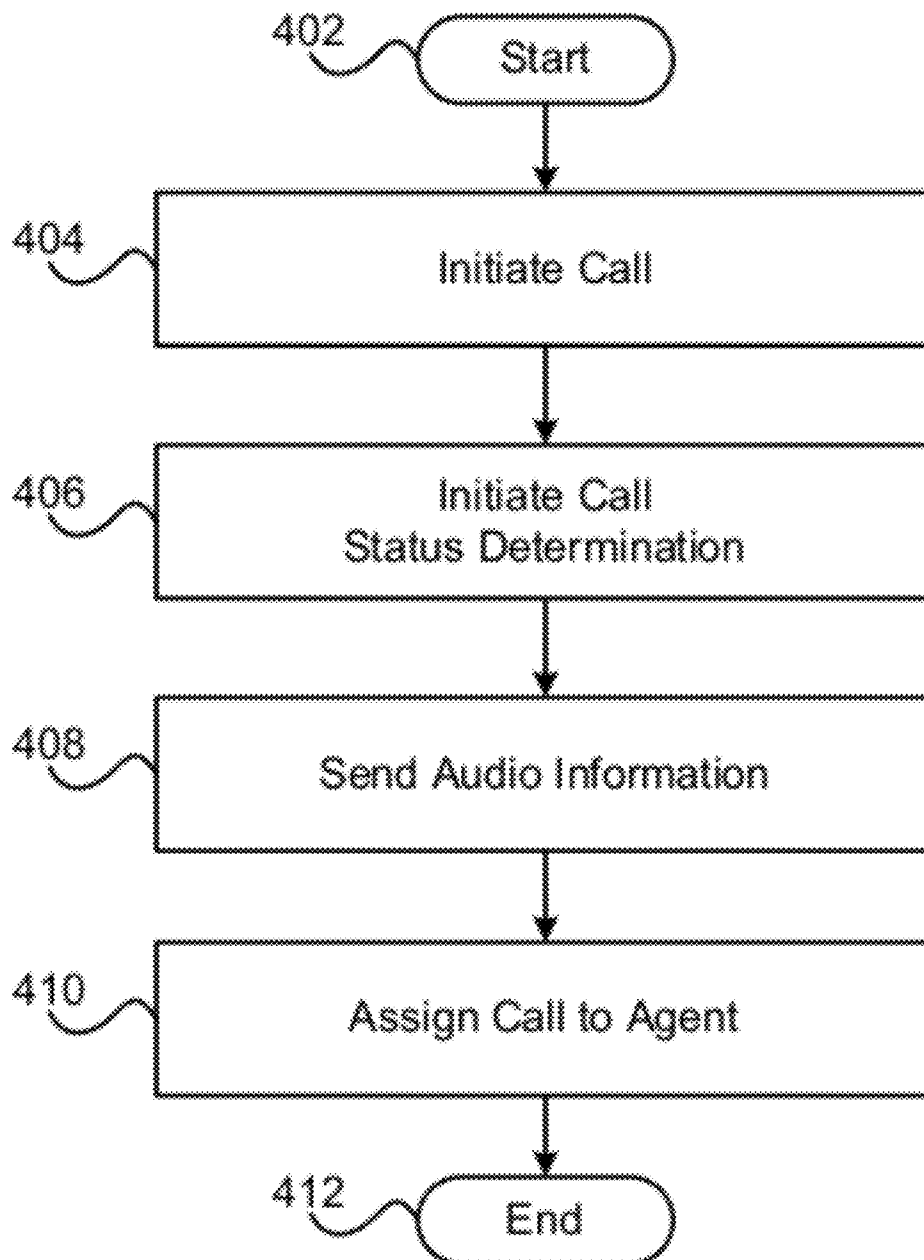 402
Start
404
Initiate Call
406
Initiate Call
Status Determination
408
Send Audio Information
410
Assign Call to Agent
412
End